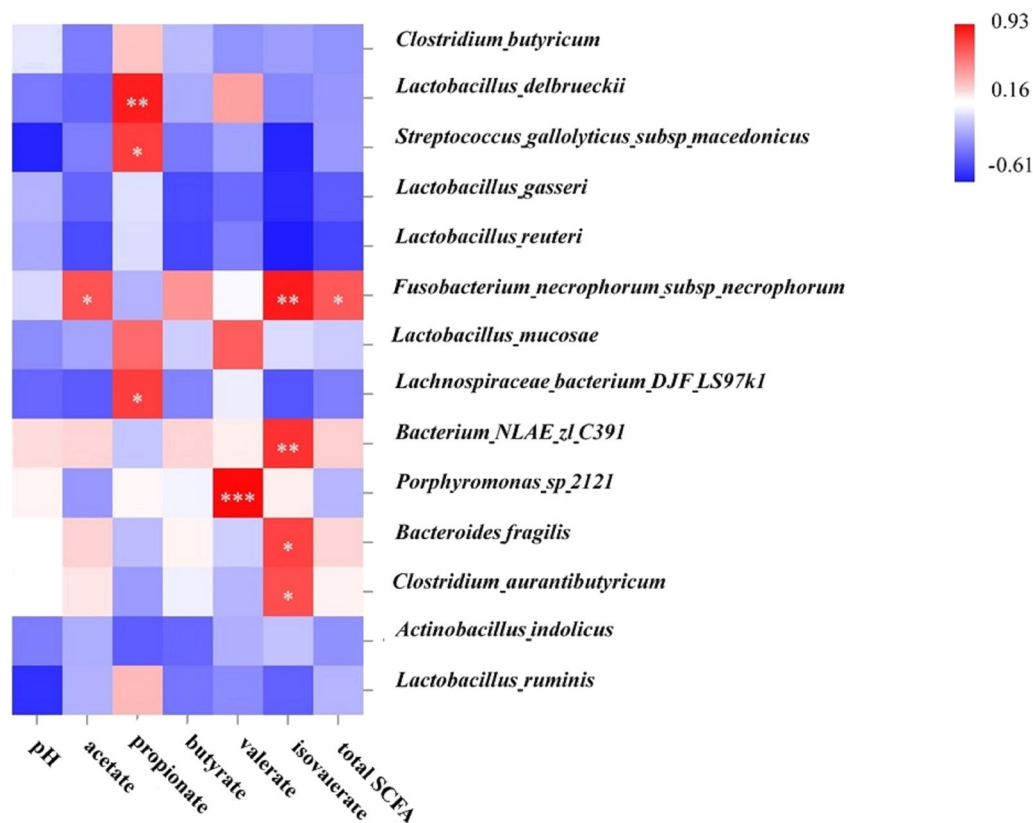 Clostridium_butyricum
0.93
Lactobacillus_delbrueckii
0.16
**
Streptococcus_gallolyticus_subsp_macedonicus
*
-0.61
Lactobacillus_gasseri
Lactobacillus_reuteri
Fusobacterium_necrophorum_subsp_necrophorum
* ** *
Lactobacillus_mucosae
Lachnospiraceae_bacterium_DJF_LS97k1
*
Bacterium_NLAE_zl_C391
**
Porphyromonas_sp_2121
***
Bacteroides_fragilis
*
Clostridium_aurantibutyricum
*
Actinobacillus_indolicus
Lactobacillus_ruminis
pH
acetate
propionate
butyrate
valerate
isovalerate
total SCFA